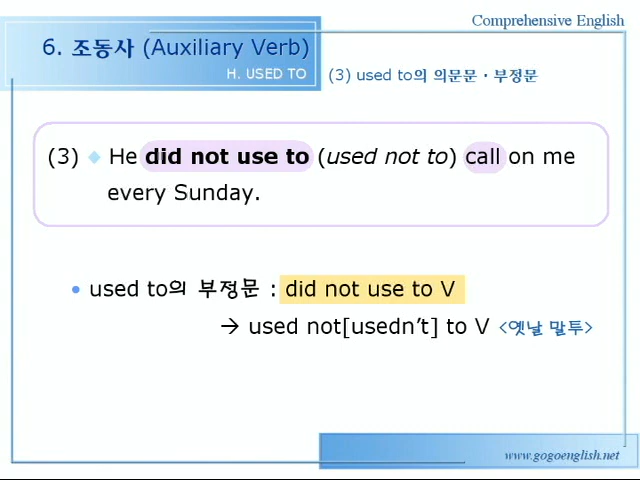 Comprehensive English
6. 조동사 (Auxiliary Verb)
H. USED TO
(3) used to의 의문문 · 부정문
(3) ◆ He did not use to (used not to) call on me
every Sunday.
• used to의 부정문 : did not use to V
→ used not[usedn’t] to V <옛날 말투>
www.gogoenglish.net